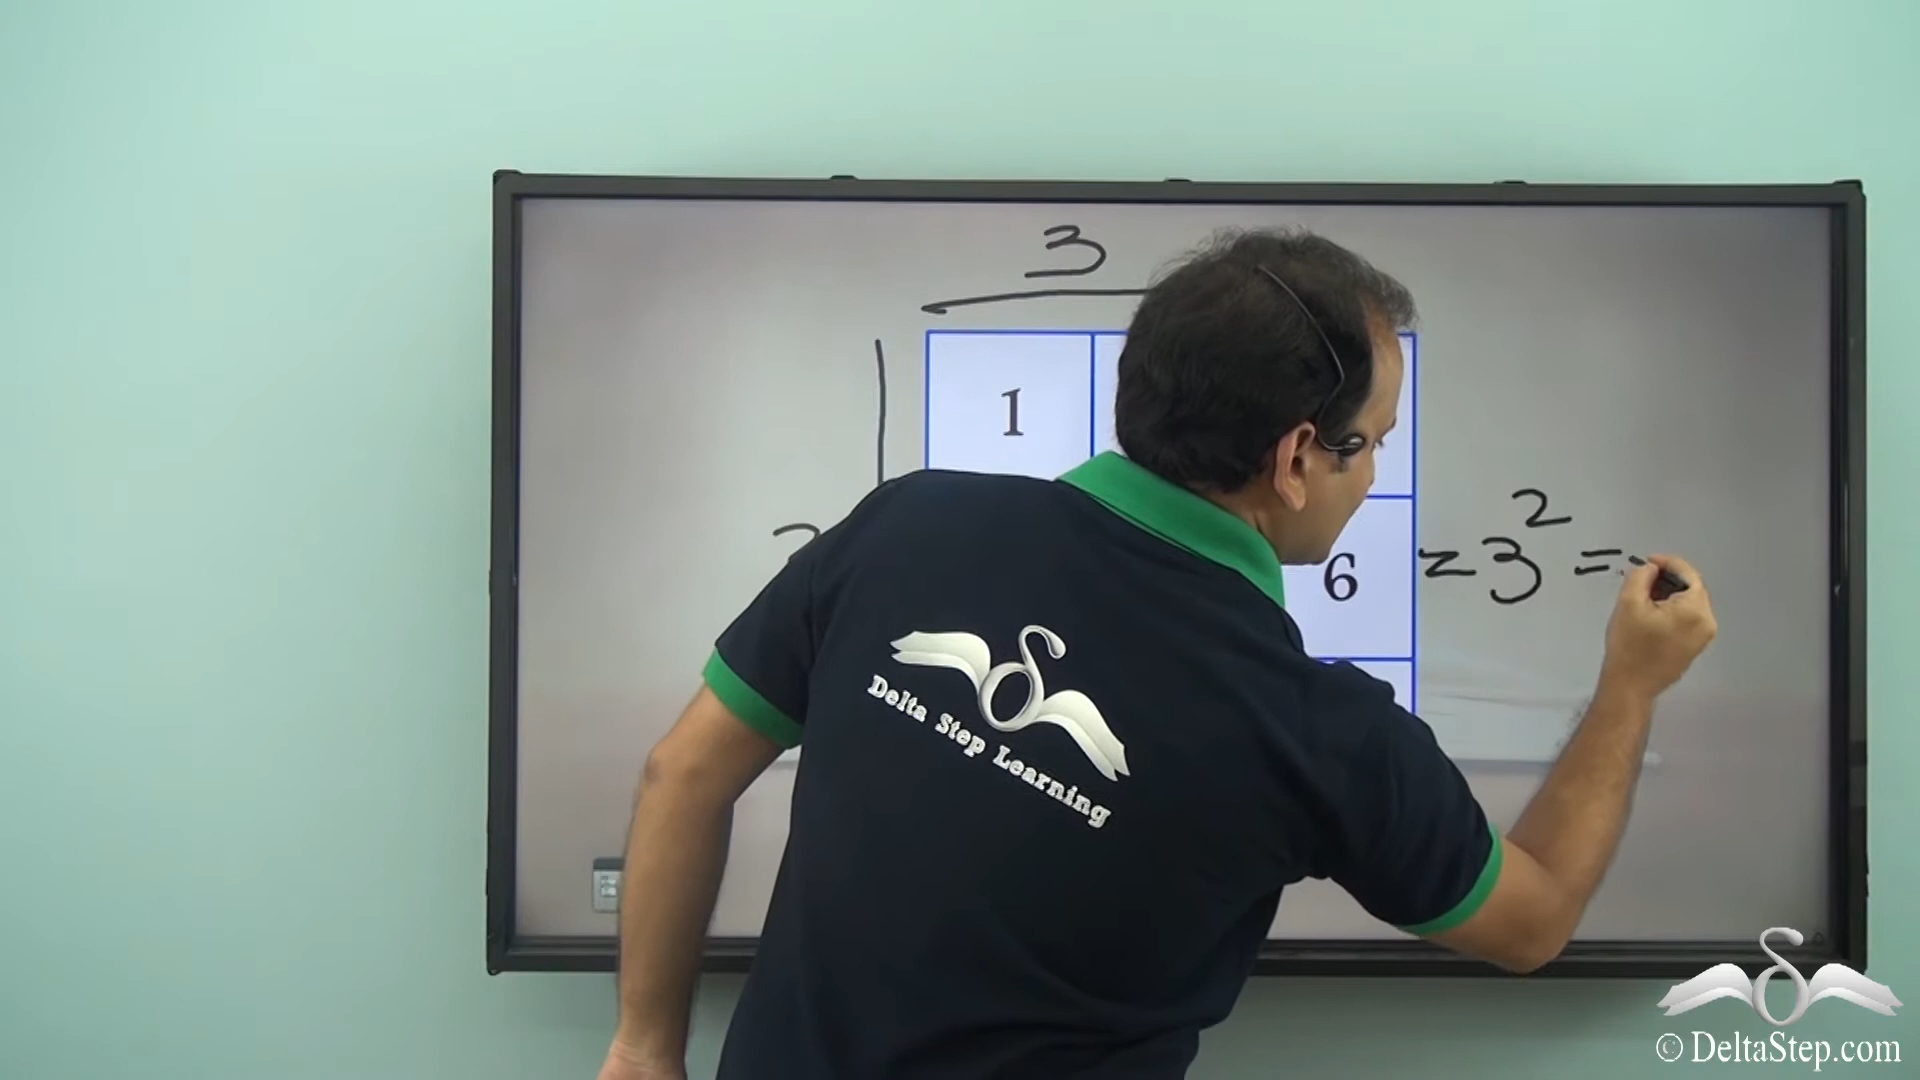 3
1
6
= 3² =
Delta Step Learning
© DeltaStep.com